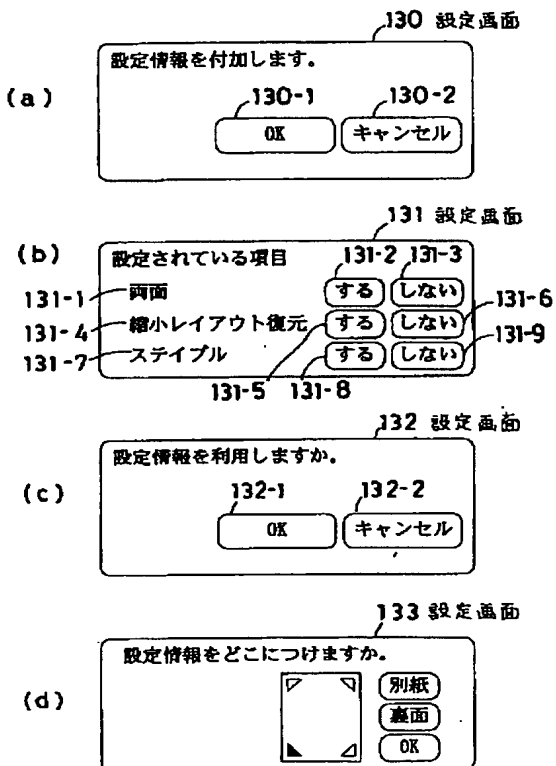 130 設定画面
(a)
設定情報を付加します。
130-1 130-2
OK キャンセル
131 設定画面
(b)
設定されている項目 131-2 131-3
131-1 両面 する しない 131-6
131-4 縮小レイアウト復元 する しない 131-9
131-7 ステイプル する しない
131-5 131-8
132 設定画面
(c)
設定情報を利用しますか。
132-1 132-2
OK キャンセル
133 設定画面
(d)
設定情報をどこにつけますか。
別紙
裏面
OK